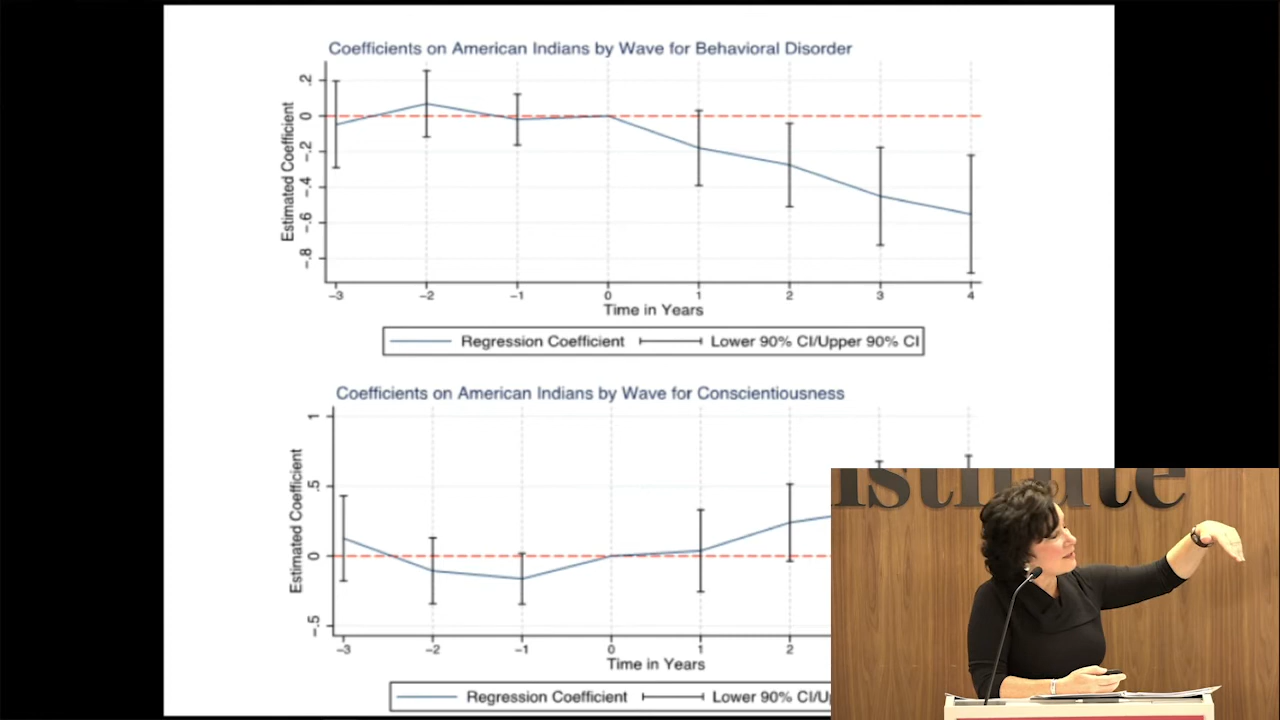 Coefficients on American Indians by Wave for Behavioral Disorder
Estimated Coefficient
.2
0
-.2
-.4
-.6
-.8
-3 -2 -1 0 1 2 3 4
Time in Years
Regression Coefficient Lower 90% CI/Upper 90% CI
Coefficients on American Indians by Wave for Conscientiousness
Estimated Coefficient
1
.5
0
-.5
-3 -2 -1 0 1 2
Time in Years
Regression Coefficient Lower 90% CI/U